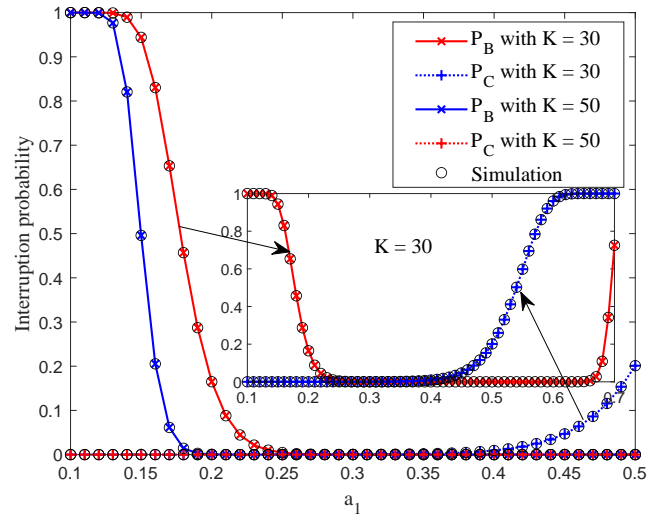 P_B with K = 30
P_C with K = 30
P_B with K = 50
P_C with K = 50
Simulation
Interruption probability
1
0.9
0.8
0.7
0.6
0.5
0.4
0.3
0.2
0.1
0
0.1 0.15 0.2 0.25 0.3 0.35 0.4 0.45 0.5
a_1
K = 30
1
0.8
0.6
0.4
0.2
0
0.1 0.2 0.3 0.4 0.5 0.6 0.7